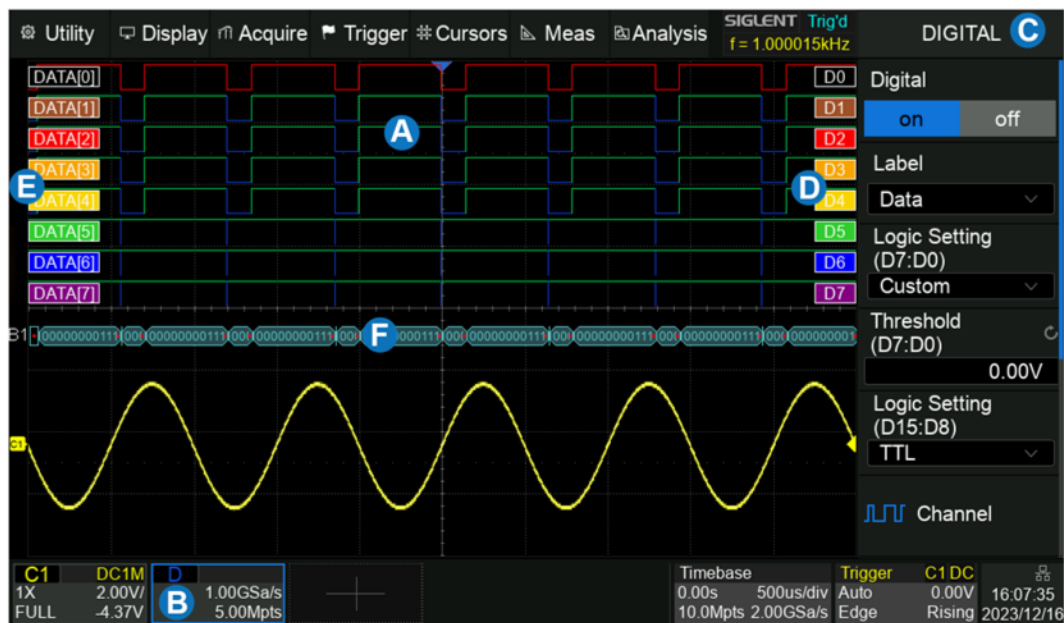 Utility Display Acquire Trigger Cursors Meas Analysis
SIGLENT Trig'd
f = 1.000015kHz
DIGITAL C
DATA[0] D0
DATA[1] D1
DATA[2] D2
DATA[3] D3
DATA[4] D4
DATA[5] D5
DATA[6] D6
DATA[7] D7
A
E
D
B1
F
C1
Digital
on off
Label
Data
Logic Setting
(D7:D0)
Custom
Threshold
(D7:D0)
0.00V
Logic Setting
(D15:D8)
TTL
Channel
C1 DC1M
1X 2.00V/
FULL -4.37V
D
B
1.00GSa/s
5.00Mpts
Timebase
0.00s 500us/div
10.0Mpts 2.00GSa/s
Trigger C1 DC
Auto 0.00V
Edge Rising
16:07:35
2023/12/16